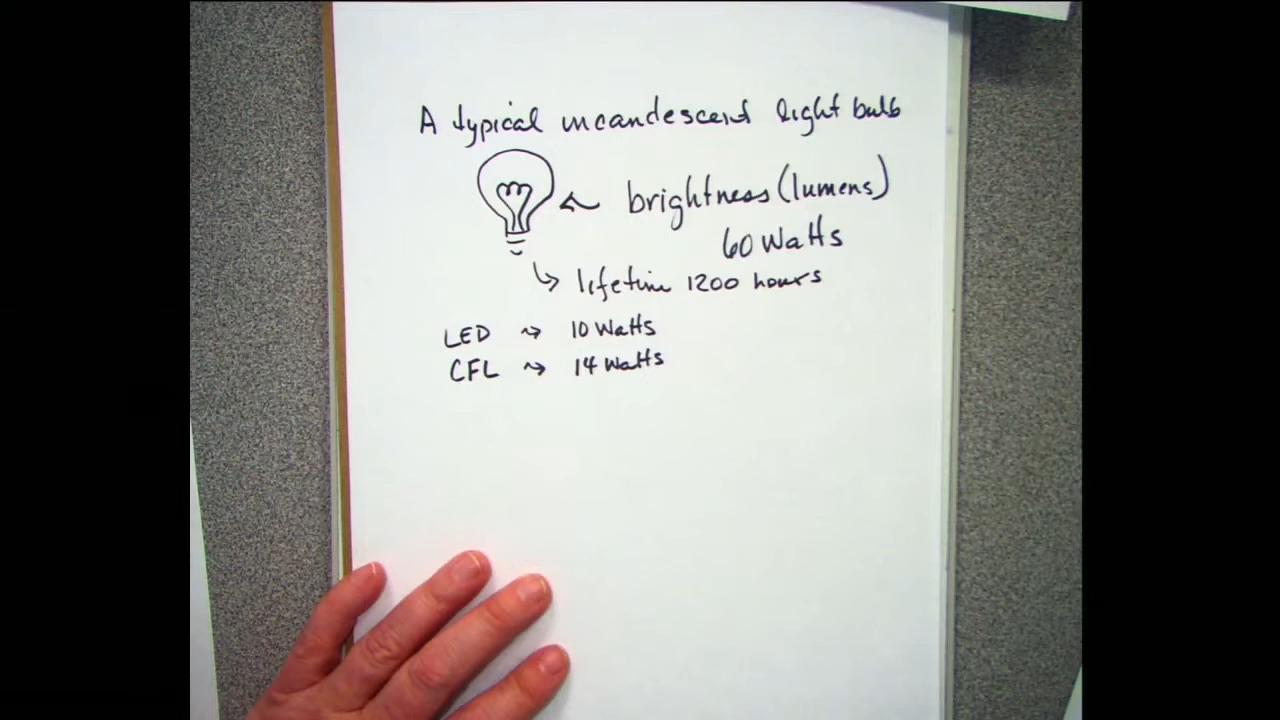 A typical incandescent light bulb
brightness (lumens)
60 Watts
lifetime 1200 hours
LED ⇝ 10 Watts
CFL ⇝ 14 Watts